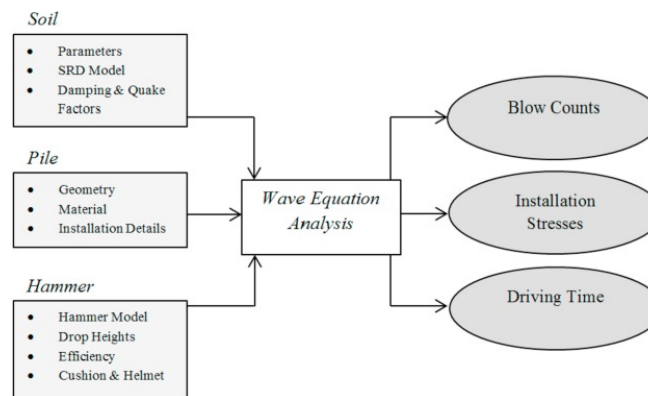 Soil
• Parameters
• SRD Model
• Damping & Quake
Factors
Pile
• Geometry
• Material
• Installation Details
Hammer
• Hammer Model
• Drop Heights
• Efficiency
• Cushion & Helmet
Wave Equation
Analysis
Blow Counts
Installation
Stresses
Driving Time